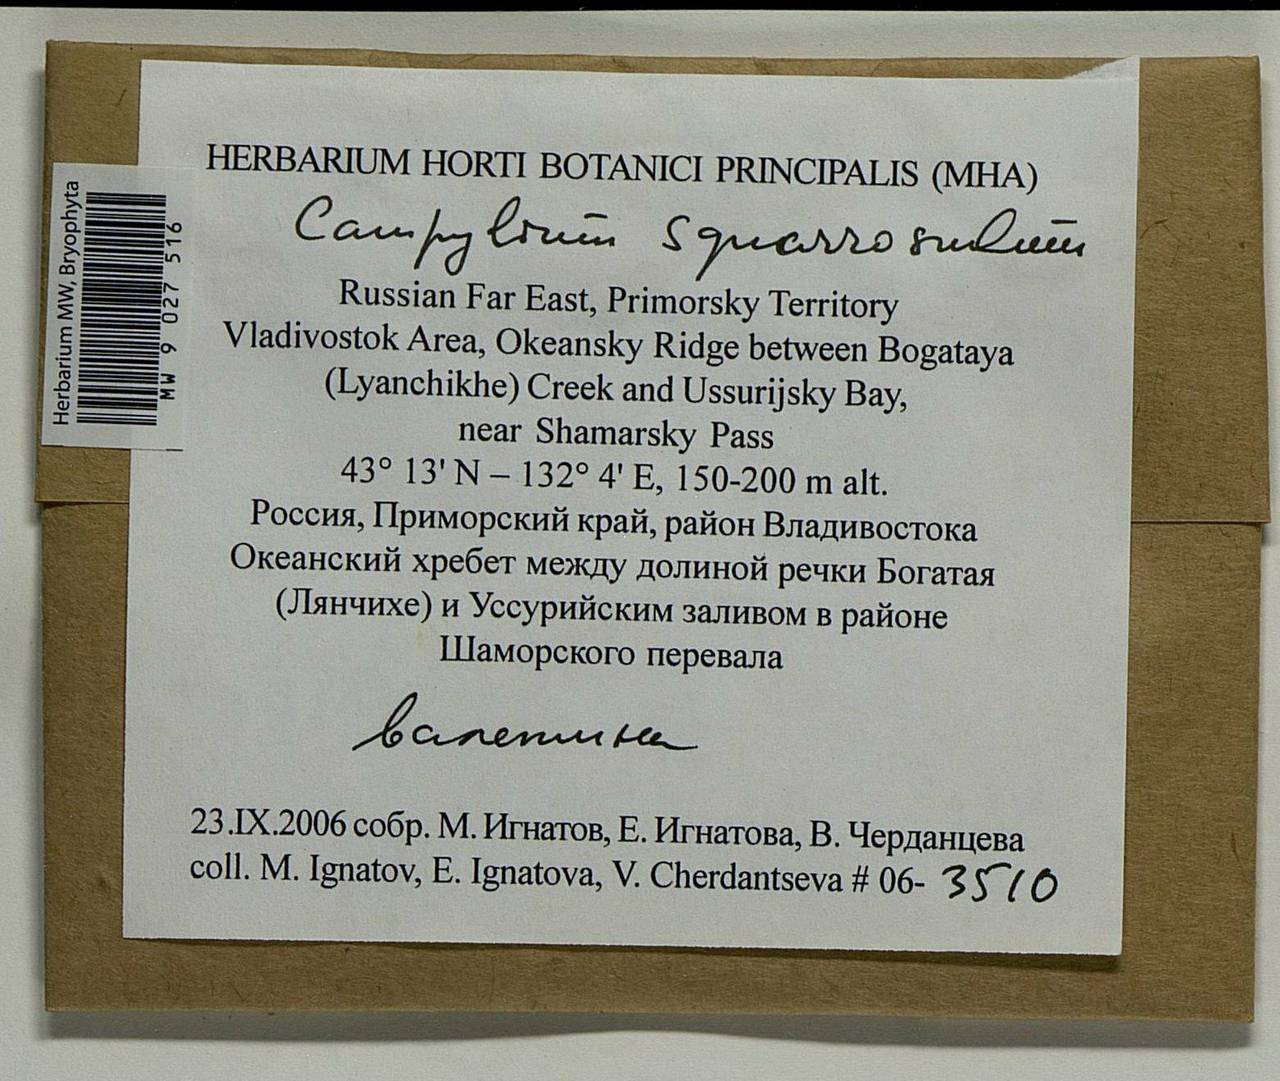 HERBARIUM HORTI BOTANICI PRINCIPALIS (MHA)
Campylium squarrosulum
Russian Far East, Primorsky Territory
Vladivostok Area, Okeansky Ridge between Bogataya
(Lyanchikhe) Creek and Ussurijsky Bay,
near Shamarsky Pass
43° 13' N – 132° 4' E, 150-200 m alt.
Россия, Приморский край, район Владивостока
Океанский хребет между долиной речки Богатая
(Лянчихе) и Уссурийским заливом в районе
Шаморского перевала
валежина
23.IX.2006 собр. М. Игнатов, Е. Игнатова, В. Черданцева
coll. M. Ignatov, E. Ignatova, V. Cherdantseva # 06- 3510
Herbarium MW, Bryophyta
MW 9 027 516